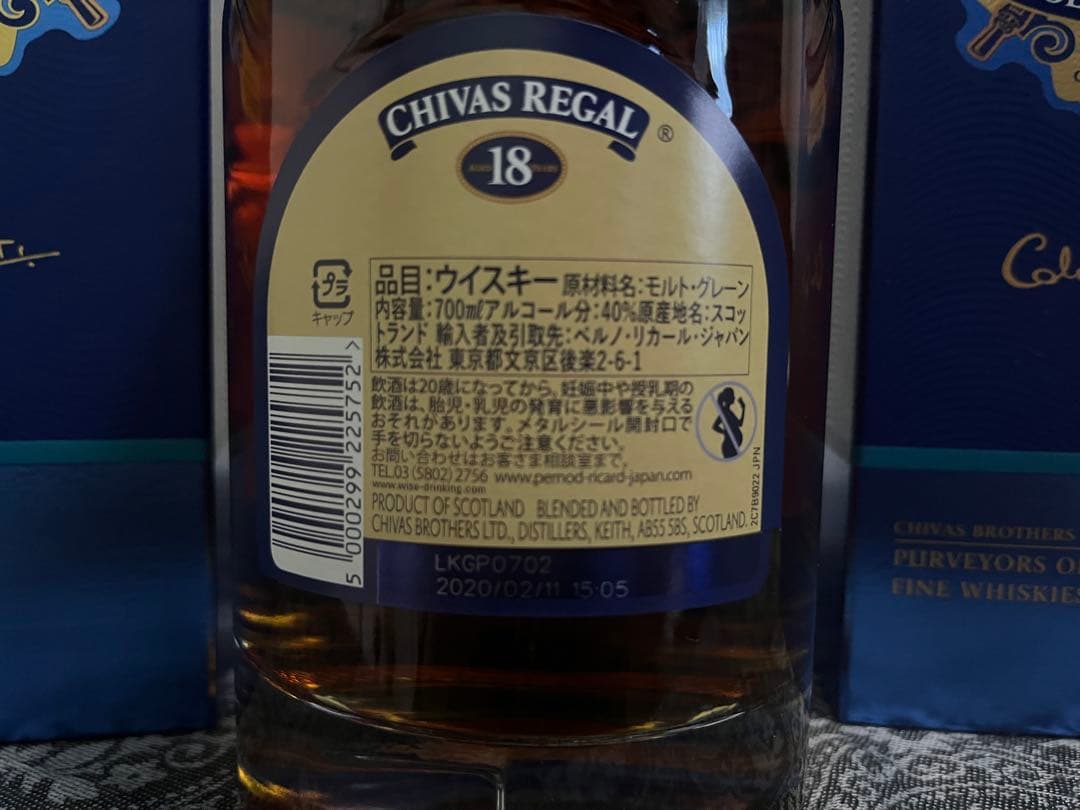 CHIVAS REGAL ®
AGED 18 YEARS
品目:ウイスキー 原材料名:モルト・グレーン
内容量:700mlアルコール分:40%原産地名:スコッ
トランド 輸入者及引取先:ペルノ・リカール・ジャパン
株式会社 東京都文京区後楽2-6-1
プラ
キャップ
飲酒は20歳になってから。妊娠中や授乳期の
飲酒は、胎児・乳児の発育に悪影響を与える
おそれがあります。メタルシール開封口で
手を切らないようご注意ください。
お問い合わせはお客さま相談室まで。
TEL.03 (5802) 2756 www.pernod-ricard-japan.com
www.wise-drinking.com
PRODUCT OF SCOTLAND BLENDED AND BOTTLED BY
CHIVAS BROTHERS LTD., DISTILLERS, KEITH, AB55 5BS, SCOTLAND.
2C7B9022 JPN
5 000299 225752 >
LKGP0702
2020/02/11 15:05
CHIVAS BROTHERS
PURVEYORS O
FINE WHISKIES